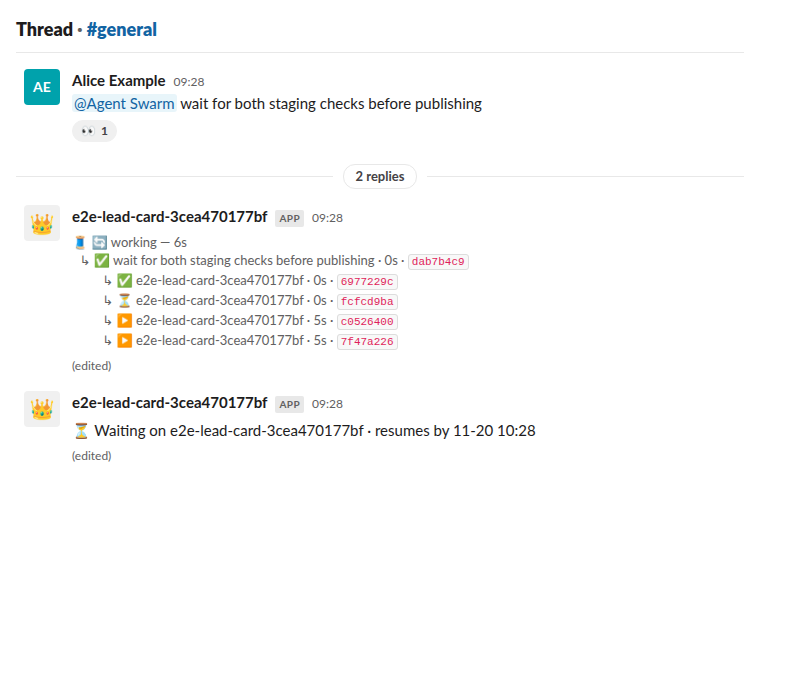 Thread • #general
AE
Alice Example 09:28
@Agent Swarm wait for both staging checks before publishing
👀 1
2 replies
e2e-lead-card-3cea470177bf APP 09:28
🧵 🔄 working — 6s
↳ ✅ wait for both staging checks before publishing · 0s · dab7b4c9
↳ ✅ e2e-lead-card-3cea470177bf · 0s · 6977229c
↳ ⏳ e2e-lead-card-3cea470177bf · 0s · fcfcd9ba
↳ ▶️ e2e-lead-card-3cea470177bf · 5s · c0526400
↳ ▶️ e2e-lead-card-3cea470177bf · 5s · 7f47a226
(edited)
e2e-lead-card-3cea470177bf APP 09:28
⏳ Waiting on e2e-lead-card-3cea470177bf · resumes by 11-20 10:28
(edited)